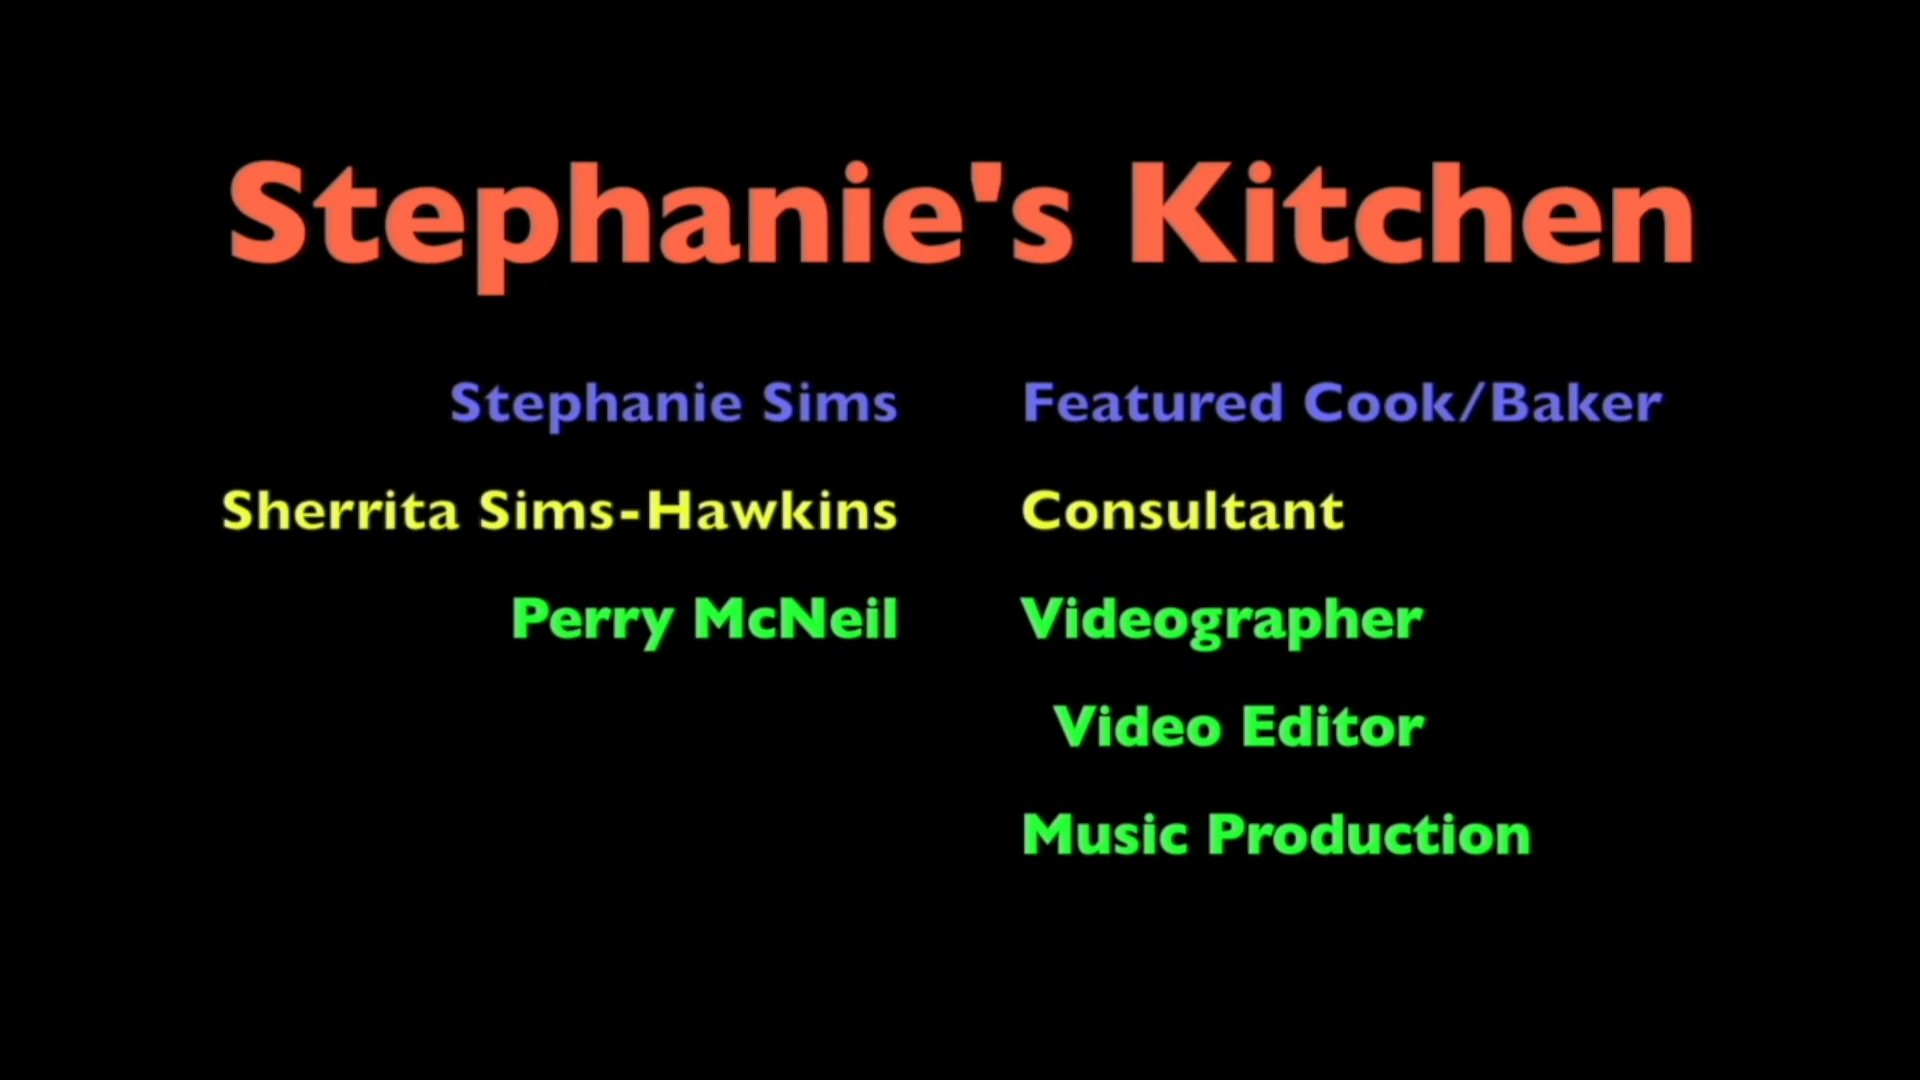 Stephanie's Kitchen
Stephanie Sims Featured Cook/Baker
Sherrita Sims-Hawkins Consultant
Perry McNeil Videographer
Video Editor
Music Production